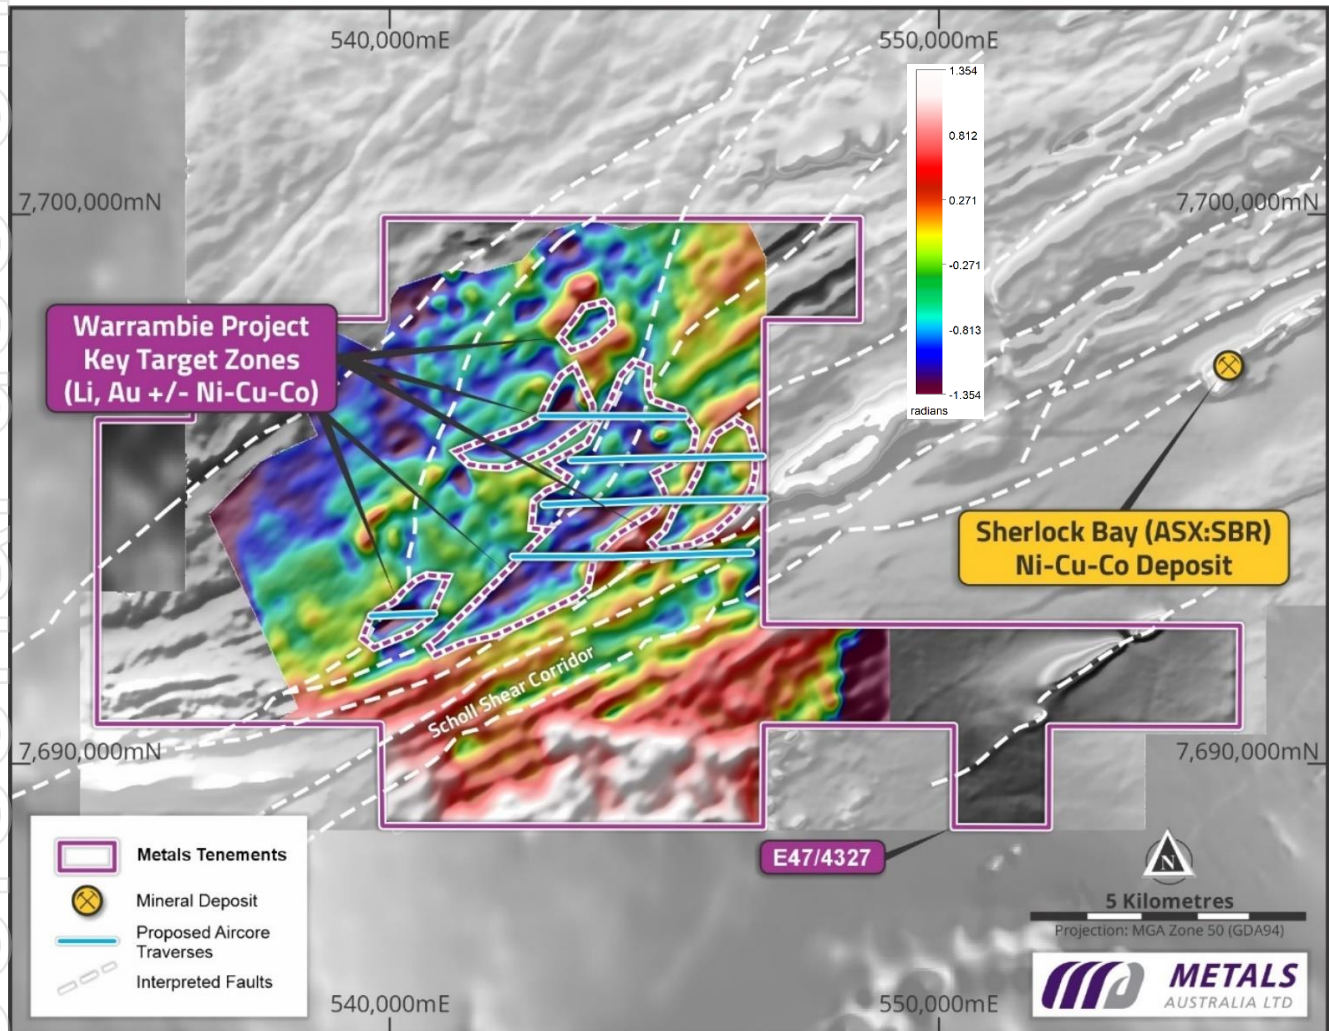 540,000mE
550,000mE
1.354
0.812
0.271
-0.271
-0.813
-1.354
radians
7,700,000mN
7,700,000mN
Warrambie Project
Key Target Zones
(Li, Au +/- Ni-Cu-Co)
Sherlock Bay (ASX:SBR)
Ni-Cu-Co Deposit
Scholl Shear Corridor
7,690,000mN
7,690,000mN
E47/4327
Metals Tenements
Mineral Deposit
Proposed Aircore
Traverses
Interpreted Faults
N
5 Kilometres
Projection: MGA Zone 50 (GDA94)
METALS
AUSTRALIA LTD
540,000mE
550,000mE